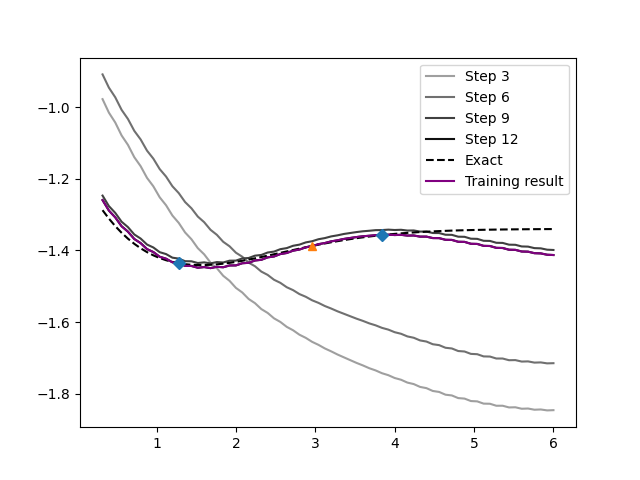 Step 3
Step 6
Step 9
Step 12
Exact
Training result
−1.0
−1.2
−1.4
−1.6
−1.8
1 2 3 4 5 6